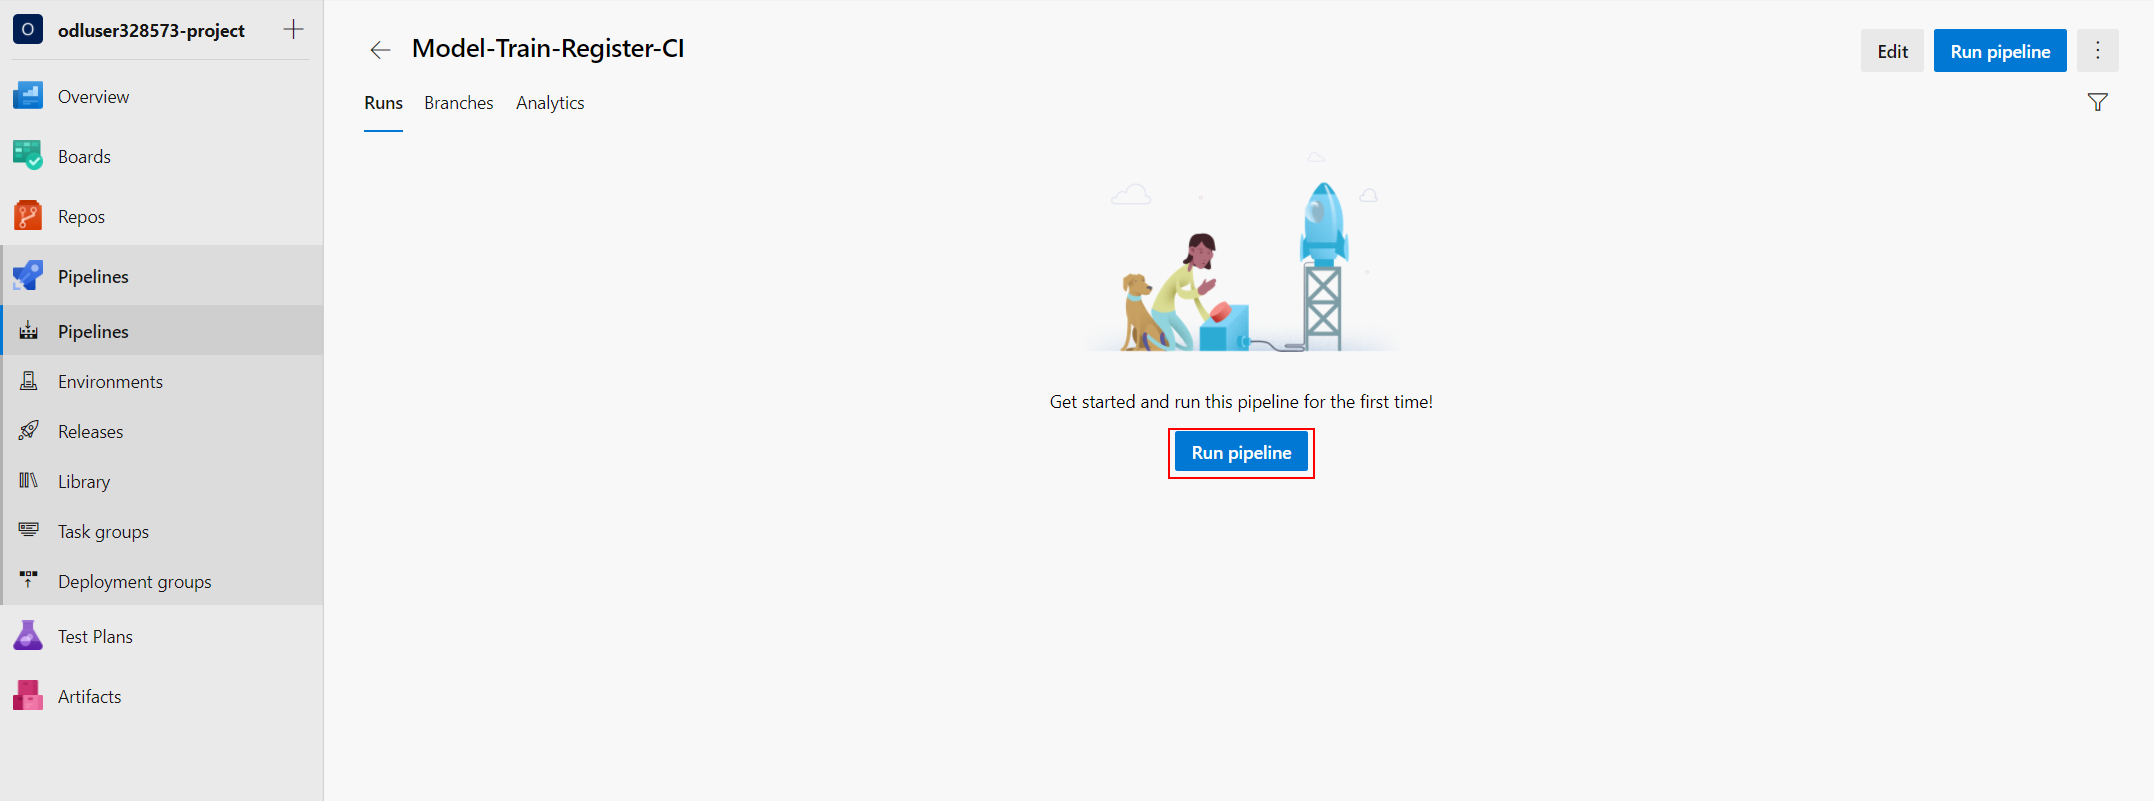 O odluser328573-project
Overview
Boards
Repos
Pipelines
Pipelines
Environments
Releases
Library
Task groups
Deployment groups
Test Plans
Artifacts
Model-Train-Register-CI
Edit
Run pipeline
Runs Branches Analytics
Get started and run this pipeline for the first time!
Run pipeline